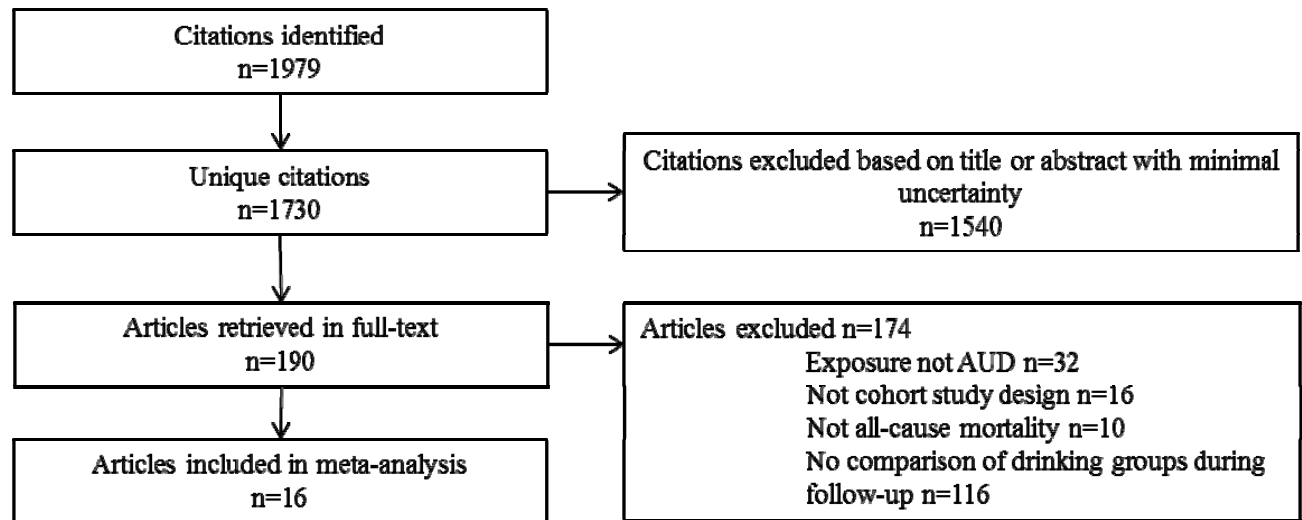 Citations identified
n=1979
Unique citations
n=1730
Citations excluded based on title or abstract with minimal
uncertainty
n=1540
Articles retrieved in full-text
n=190
Articles excluded n=174
Exposure not AUD n=32
Not cohort study design n=16
Not all-cause mortality n=10
No comparison of drinking groups during
follow-up n=116
Articles included in meta-analysis
n=16